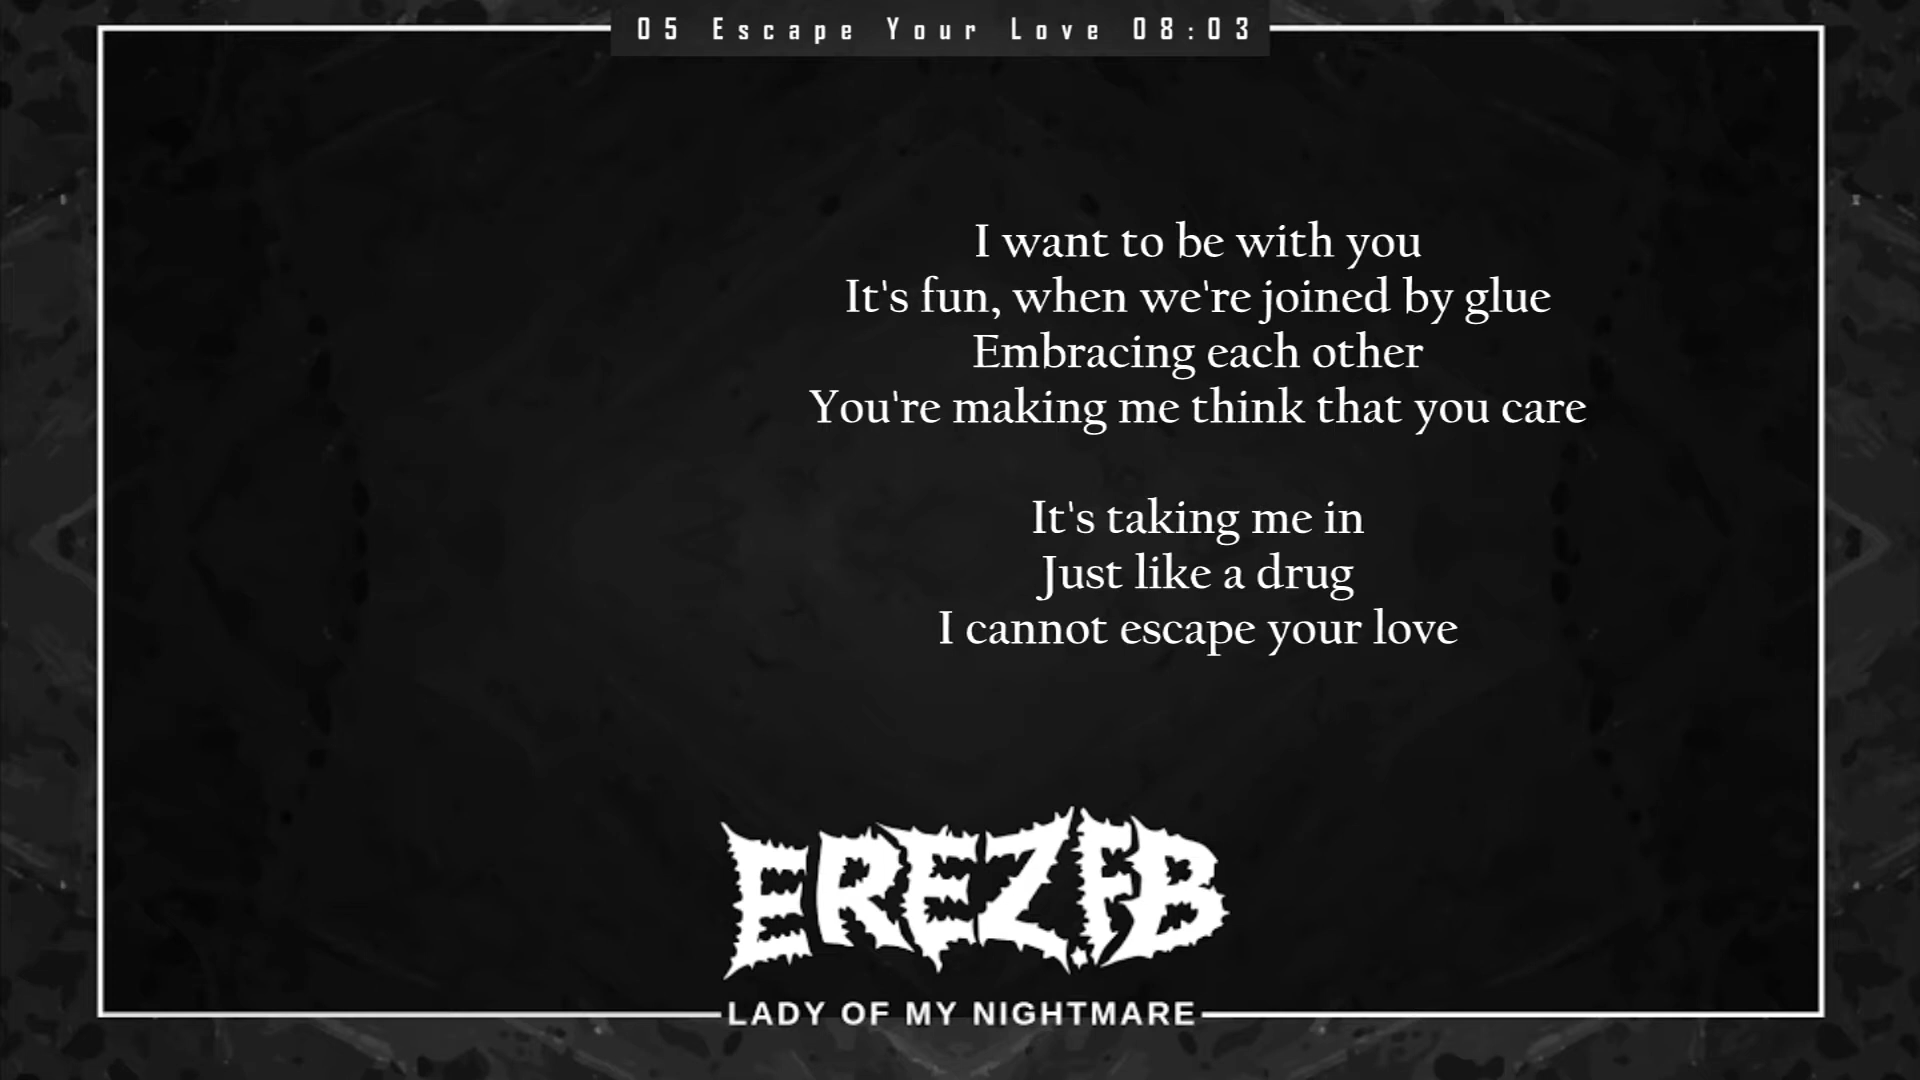 05 Escape Your Love 08:03
I want to be with you
It's fun, when we're joined by glue
Embracing each other
You're making me think that you care
It's taking me in
Just like a drug
I cannot escape your love
EREZ.FB
LADY OF MY NIGHTMARE